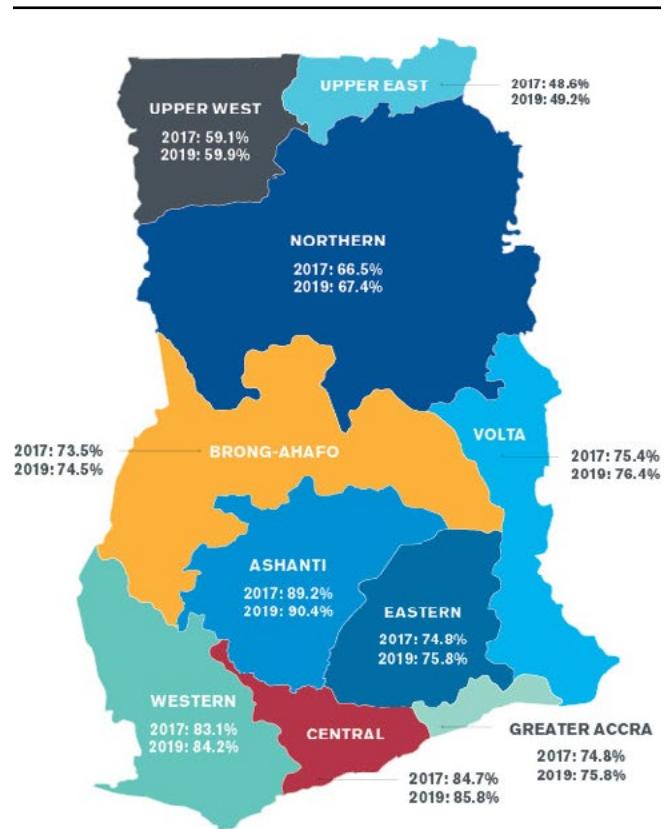 UPPER EAST
2017: 48.6%
2019: 49.2%
UPPER WEST
2017: 59.1%
2019: 59.9%
NORTHERN
2017: 66.5%
2019: 67.4%
2017: 73.5%
2019: 74.5%
BRONG-AHAFO
VOLTA
2017: 75.4%
2019: 76.4%
ASHANTI
2017: 89.2%
2019: 90.4%
EASTERN
2017: 74.8%
2019: 75.8%
WESTERN
2017: 83.1%
2019: 84.2%
CENTRAL
2017: 84.7%
2019: 85.8%
GREATER ACCRA
2017: 74.8%
2019: 75.8%